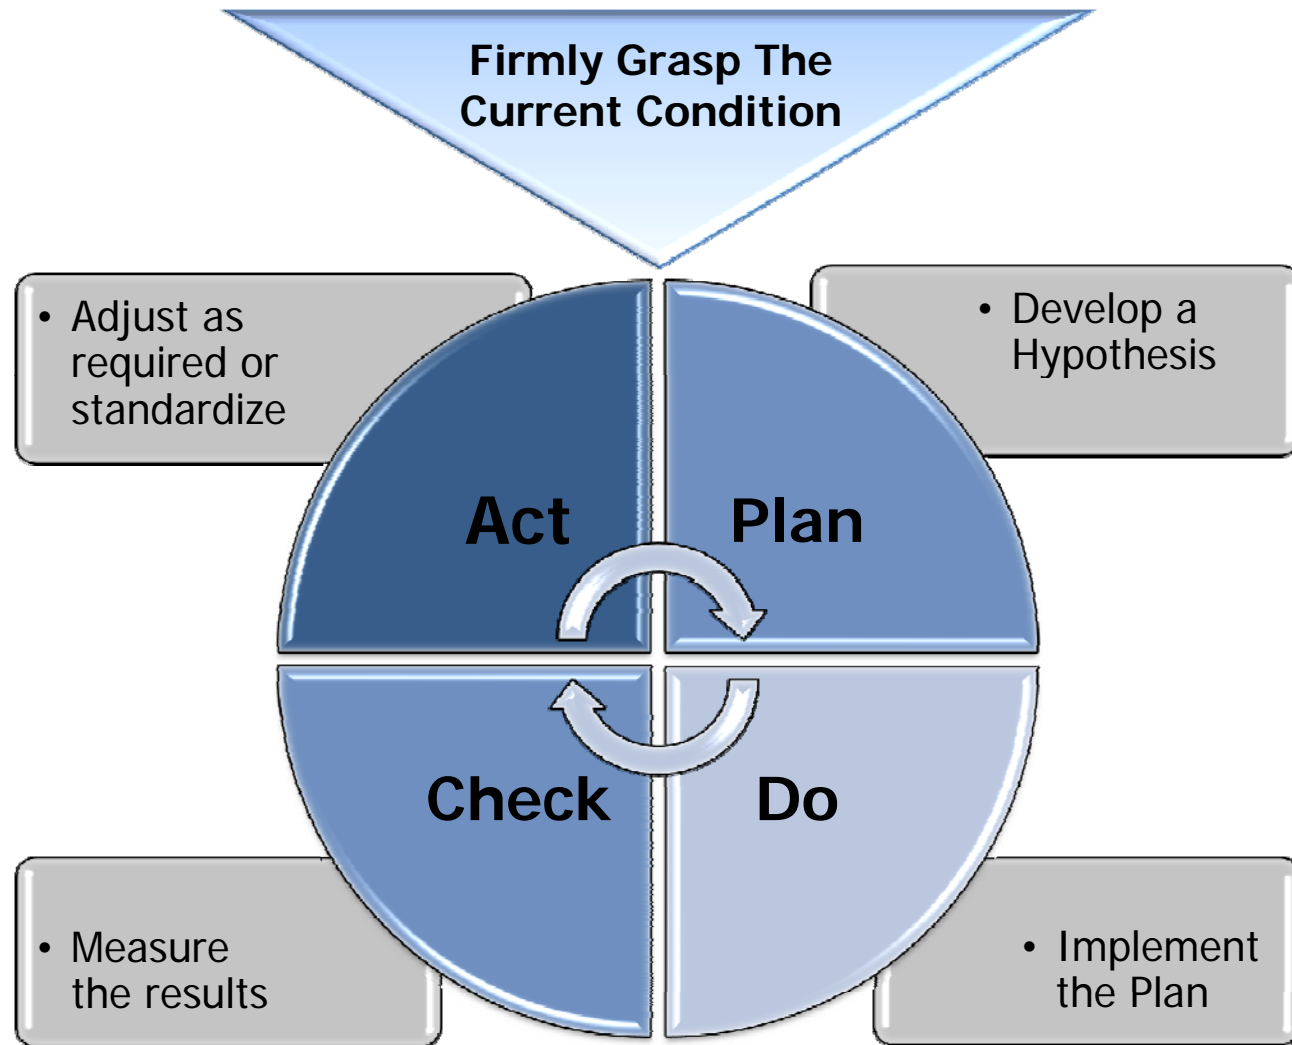 Firmly Grasp The
Current Condition
• Adjust as
required or
standardize
• Develop a
Hypothesis
Act
Plan
Check
Do
• Measure
the results
• Implement
the Plan